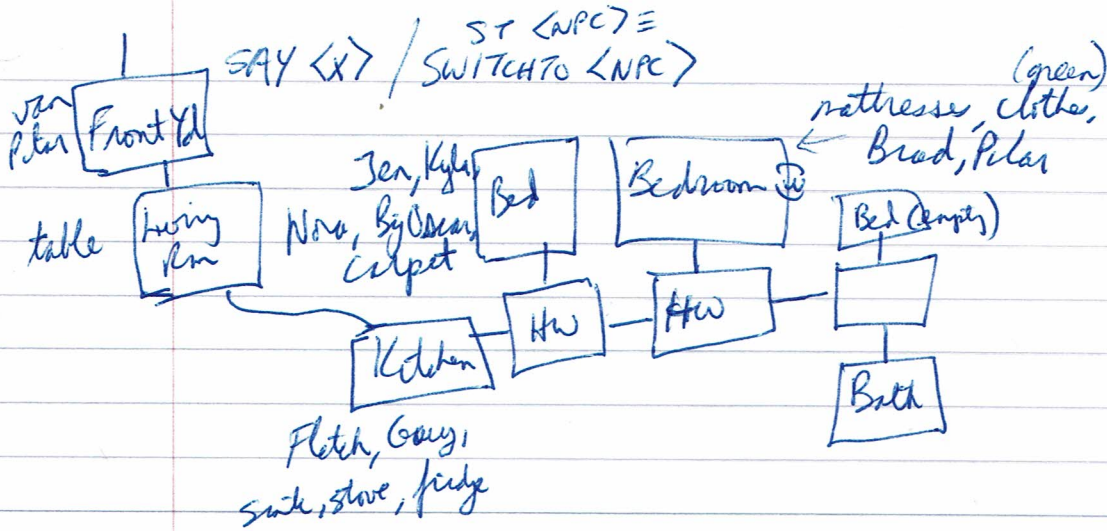 ST <NPC> ≡
SAY <X> / SWITCHTO <NPC>
(green)
mattresses, clothes,
Brad, Pilar
van
Pilar
Front Yd
Jen, Kyle,
Nora, Big Oscar,
carpet
Bed
Bedroom
Bed (empty)
table
Living
Rm
HW
HW
Kitchen
Bath
Fletch, Gary,
sink, stove, fridge